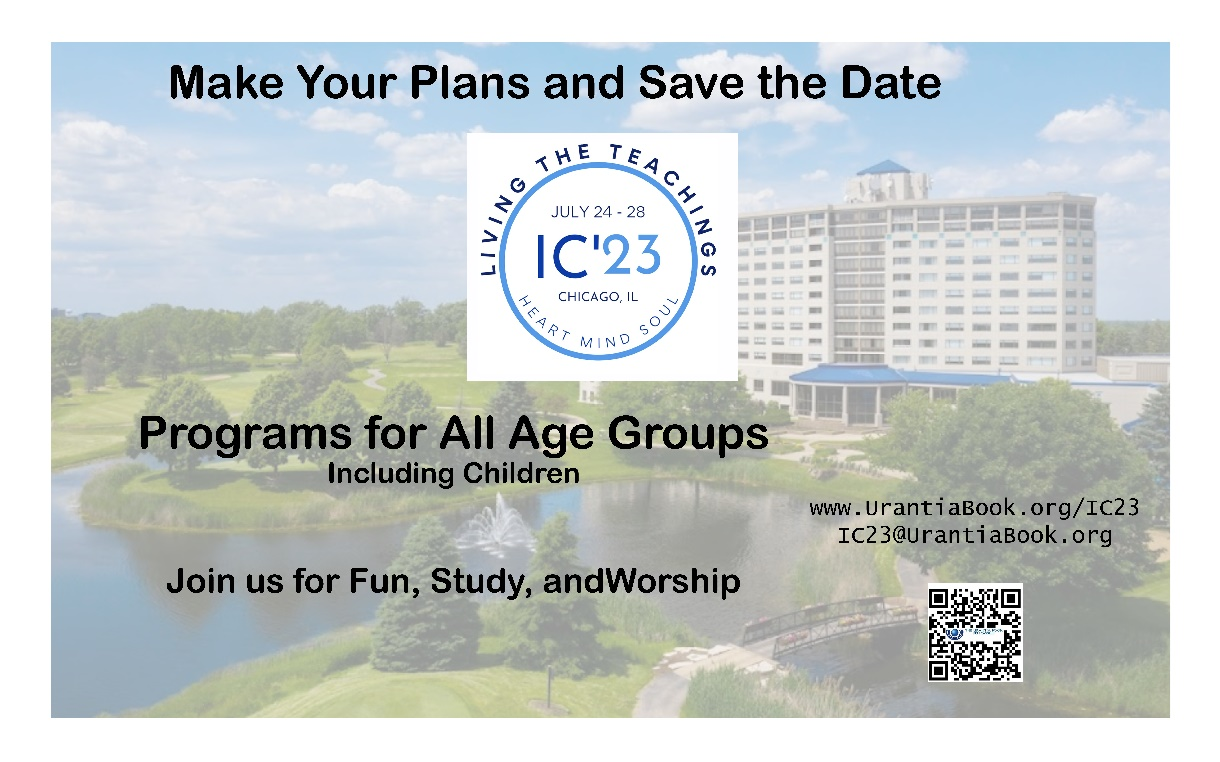 Make Your Plans and Save the Date
LIVING THE TEACHINGS
JULY 24 - 28
IC'23
CHICAGO, IL
HEART MIND SOUL
Programs for All Age Groups
Including Children
www.UrantiaBook.org/IC23
IC23@UrantiaBook.org
Join us for Fun, Study, andWorship